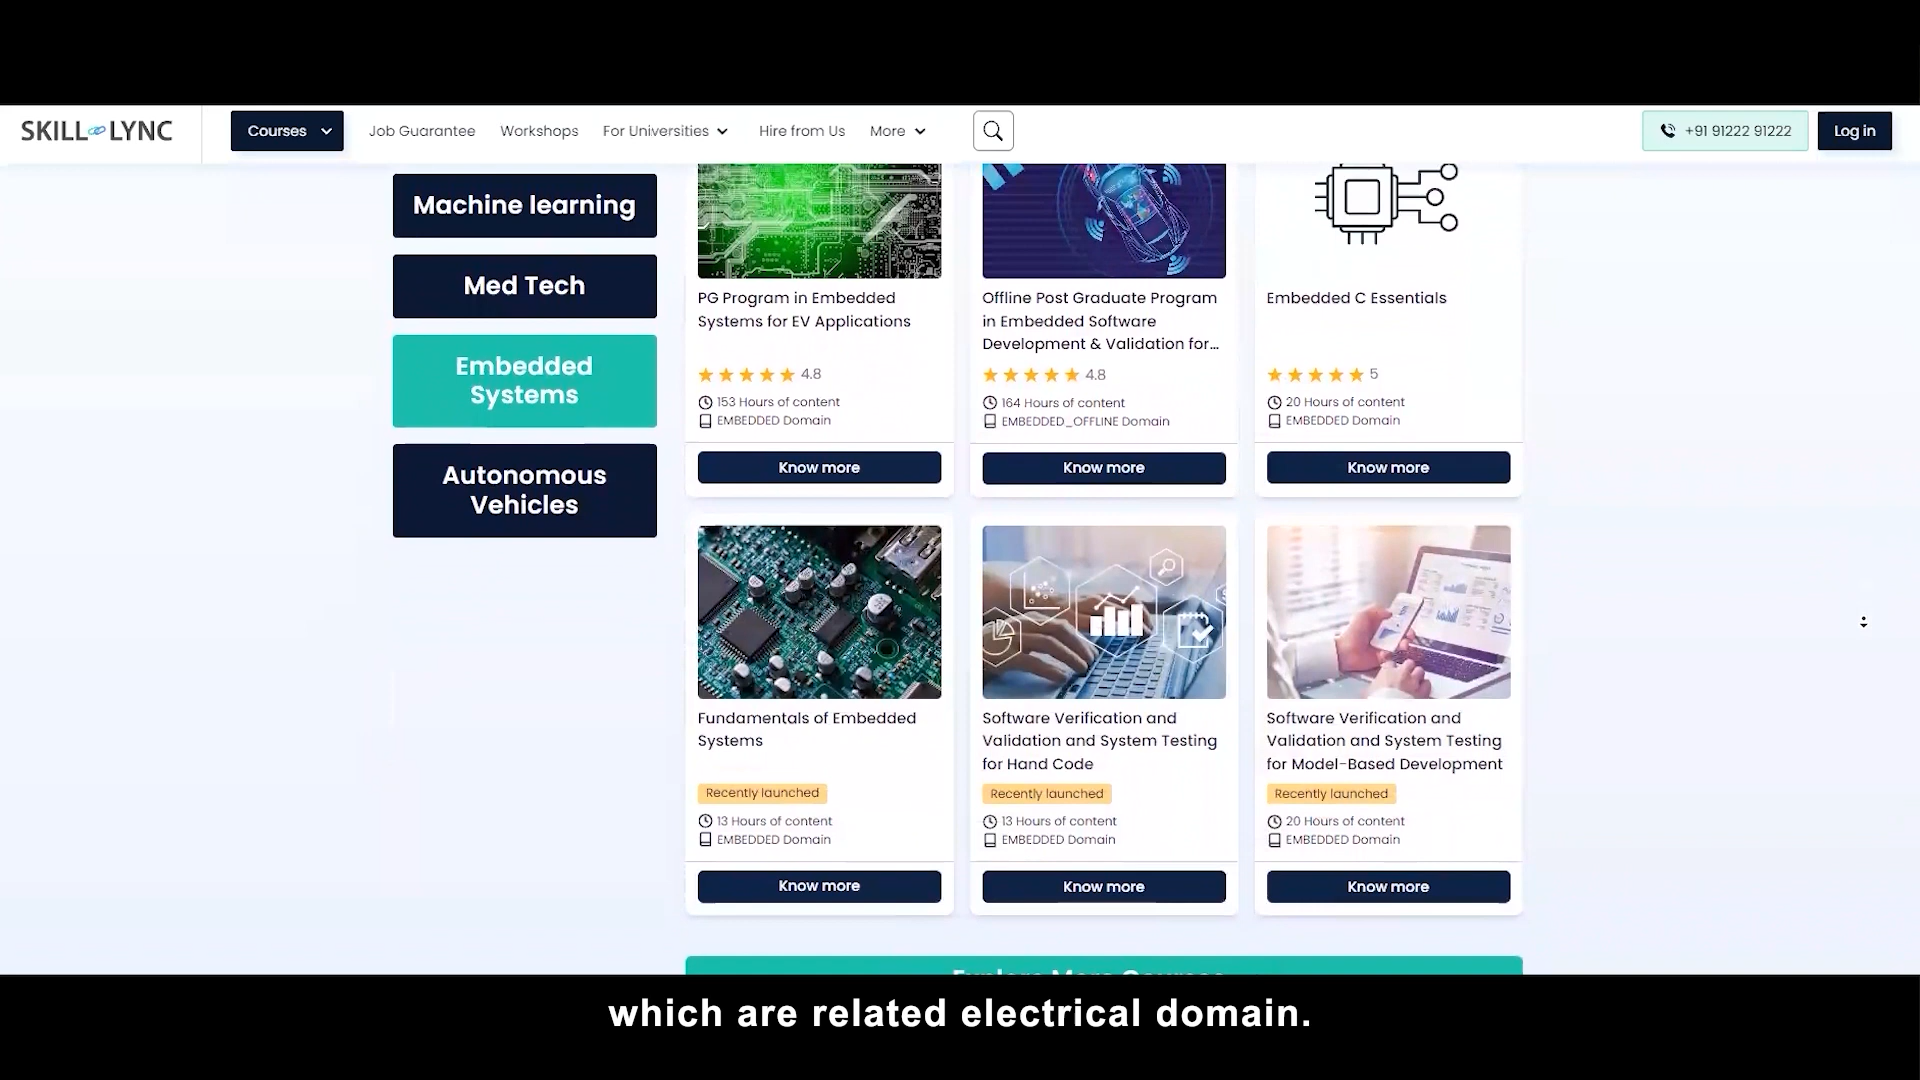 SKILL LYNC
Courses
Job Guarantee
Workshops
For Universities
Hire from Us
More
+91 91222 91222
Log in
Machine learning
Med Tech
Embedded
Systems
Autonomous
Vehicles
PG Program in Embedded
Systems for EV Applications
4.8
153 Hours of content
EMBEDDED Domain
Know more
Offline Post Graduate Program
in Embedded Software
Development & Validation for...
4.8
164 Hours of content
EMBEDDED_OFFLINE Domain
Know more
Embedded C Essentials
5
20 Hours of content
EMBEDDED Domain
Know more
Fundamentals of Embedded
Systems
Recently launched
13 Hours of content
EMBEDDED Domain
Know more
Software Verification and
Validation and System Testing
for Hand Code
Recently launched
13 Hours of content
EMBEDDED Domain
Know more
Software Verification and
Validation and System Testing
for Model-Based Development
Recently launched
20 Hours of content
EMBEDDED Domain
Know more
Explore More Courses
which are related electrical domain.